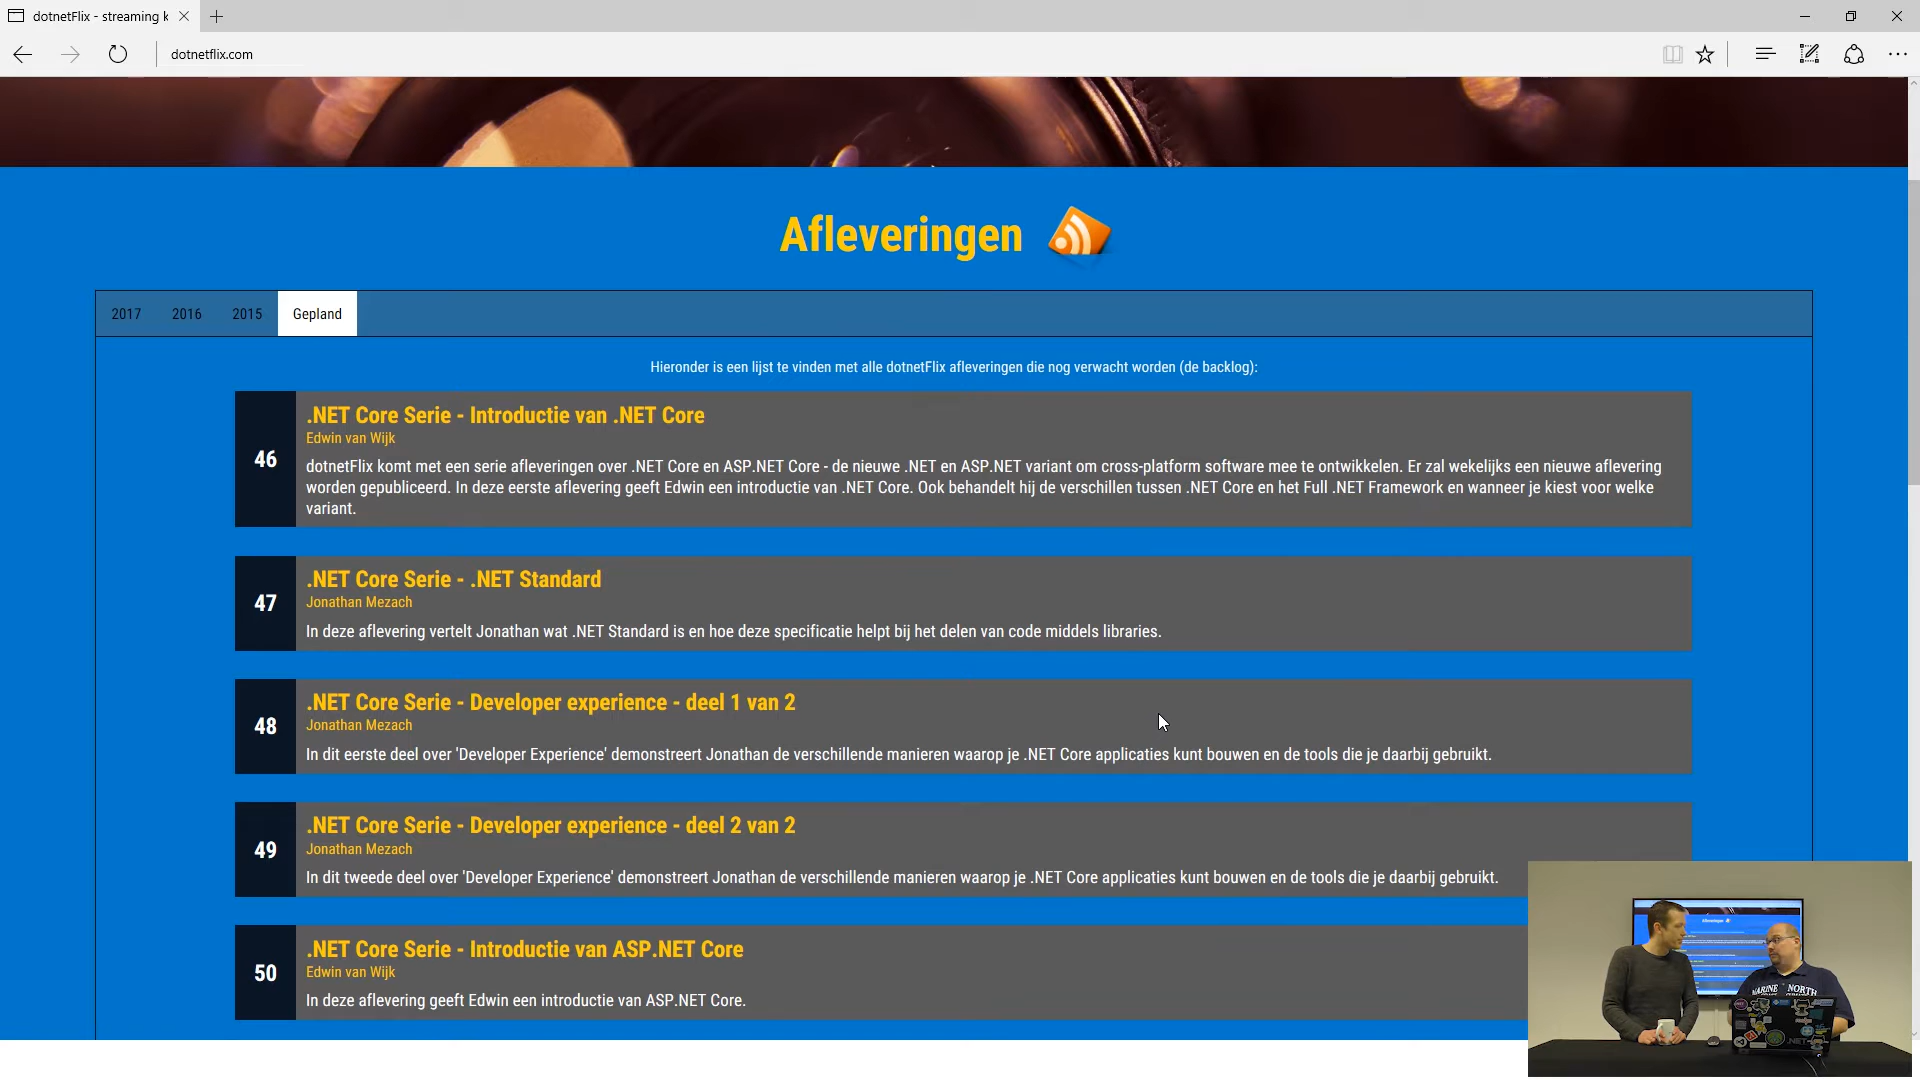 dotnetFlix - streaming k
dotnetflix.com
Afleveringen
2017 2016 2015 Gepland
Hieronder is een lijst te vinden met alle dotnetFlix afleveringen die nog verwacht worden (de backlog):
46
.NET Core Serie - Introductie van .NET Core
Edwin van Wijk
dotnetFlix komt met een serie afleveringen over .NET Core en ASP.NET Core - de nieuwe .NET en ASP.NET variant om cross-platform software mee te ontwikkelen. Er zal wekelijks een nieuwe aflevering
worden gepubliceerd. In deze eerste aflevering geeft Edwin een introductie van .NET Core. Ook behandelt hij de verschillen tussen .NET Core en het Full .NET Framework en wanneer je kiest voor welke
variant.
47
.NET Core Serie - .NET Standard
Jonathan Mezach
In deze aflevering vertelt Jonathan wat .NET Standard is en hoe deze specificatie helpt bij het delen van code middels libraries.
48
.NET Core Serie - Developer experience - deel 1 van 2
Jonathan Mezach
In dit eerste deel over 'Developer Experience' demonstreert Jonathan de verschillende manieren waarop je .NET Core applicaties kunt bouwen en de tools die je daarbij gebruikt.
49
.NET Core Serie - Developer experience - deel 2 van 2
Jonathan Mezach
In dit tweede deel over 'Developer Experience' demonstreert Jonathan de verschillende manieren waarop je .NET Core applicaties kunt bouwen en de tools die je daarbij gebruikt.
50
.NET Core Serie - Introductie van ASP.NET Core
Edwin van Wijk
In deze aflevering geeft Edwin een introductie van ASP.NET Core.
Afleveringen
MARINE NORTH
.NET